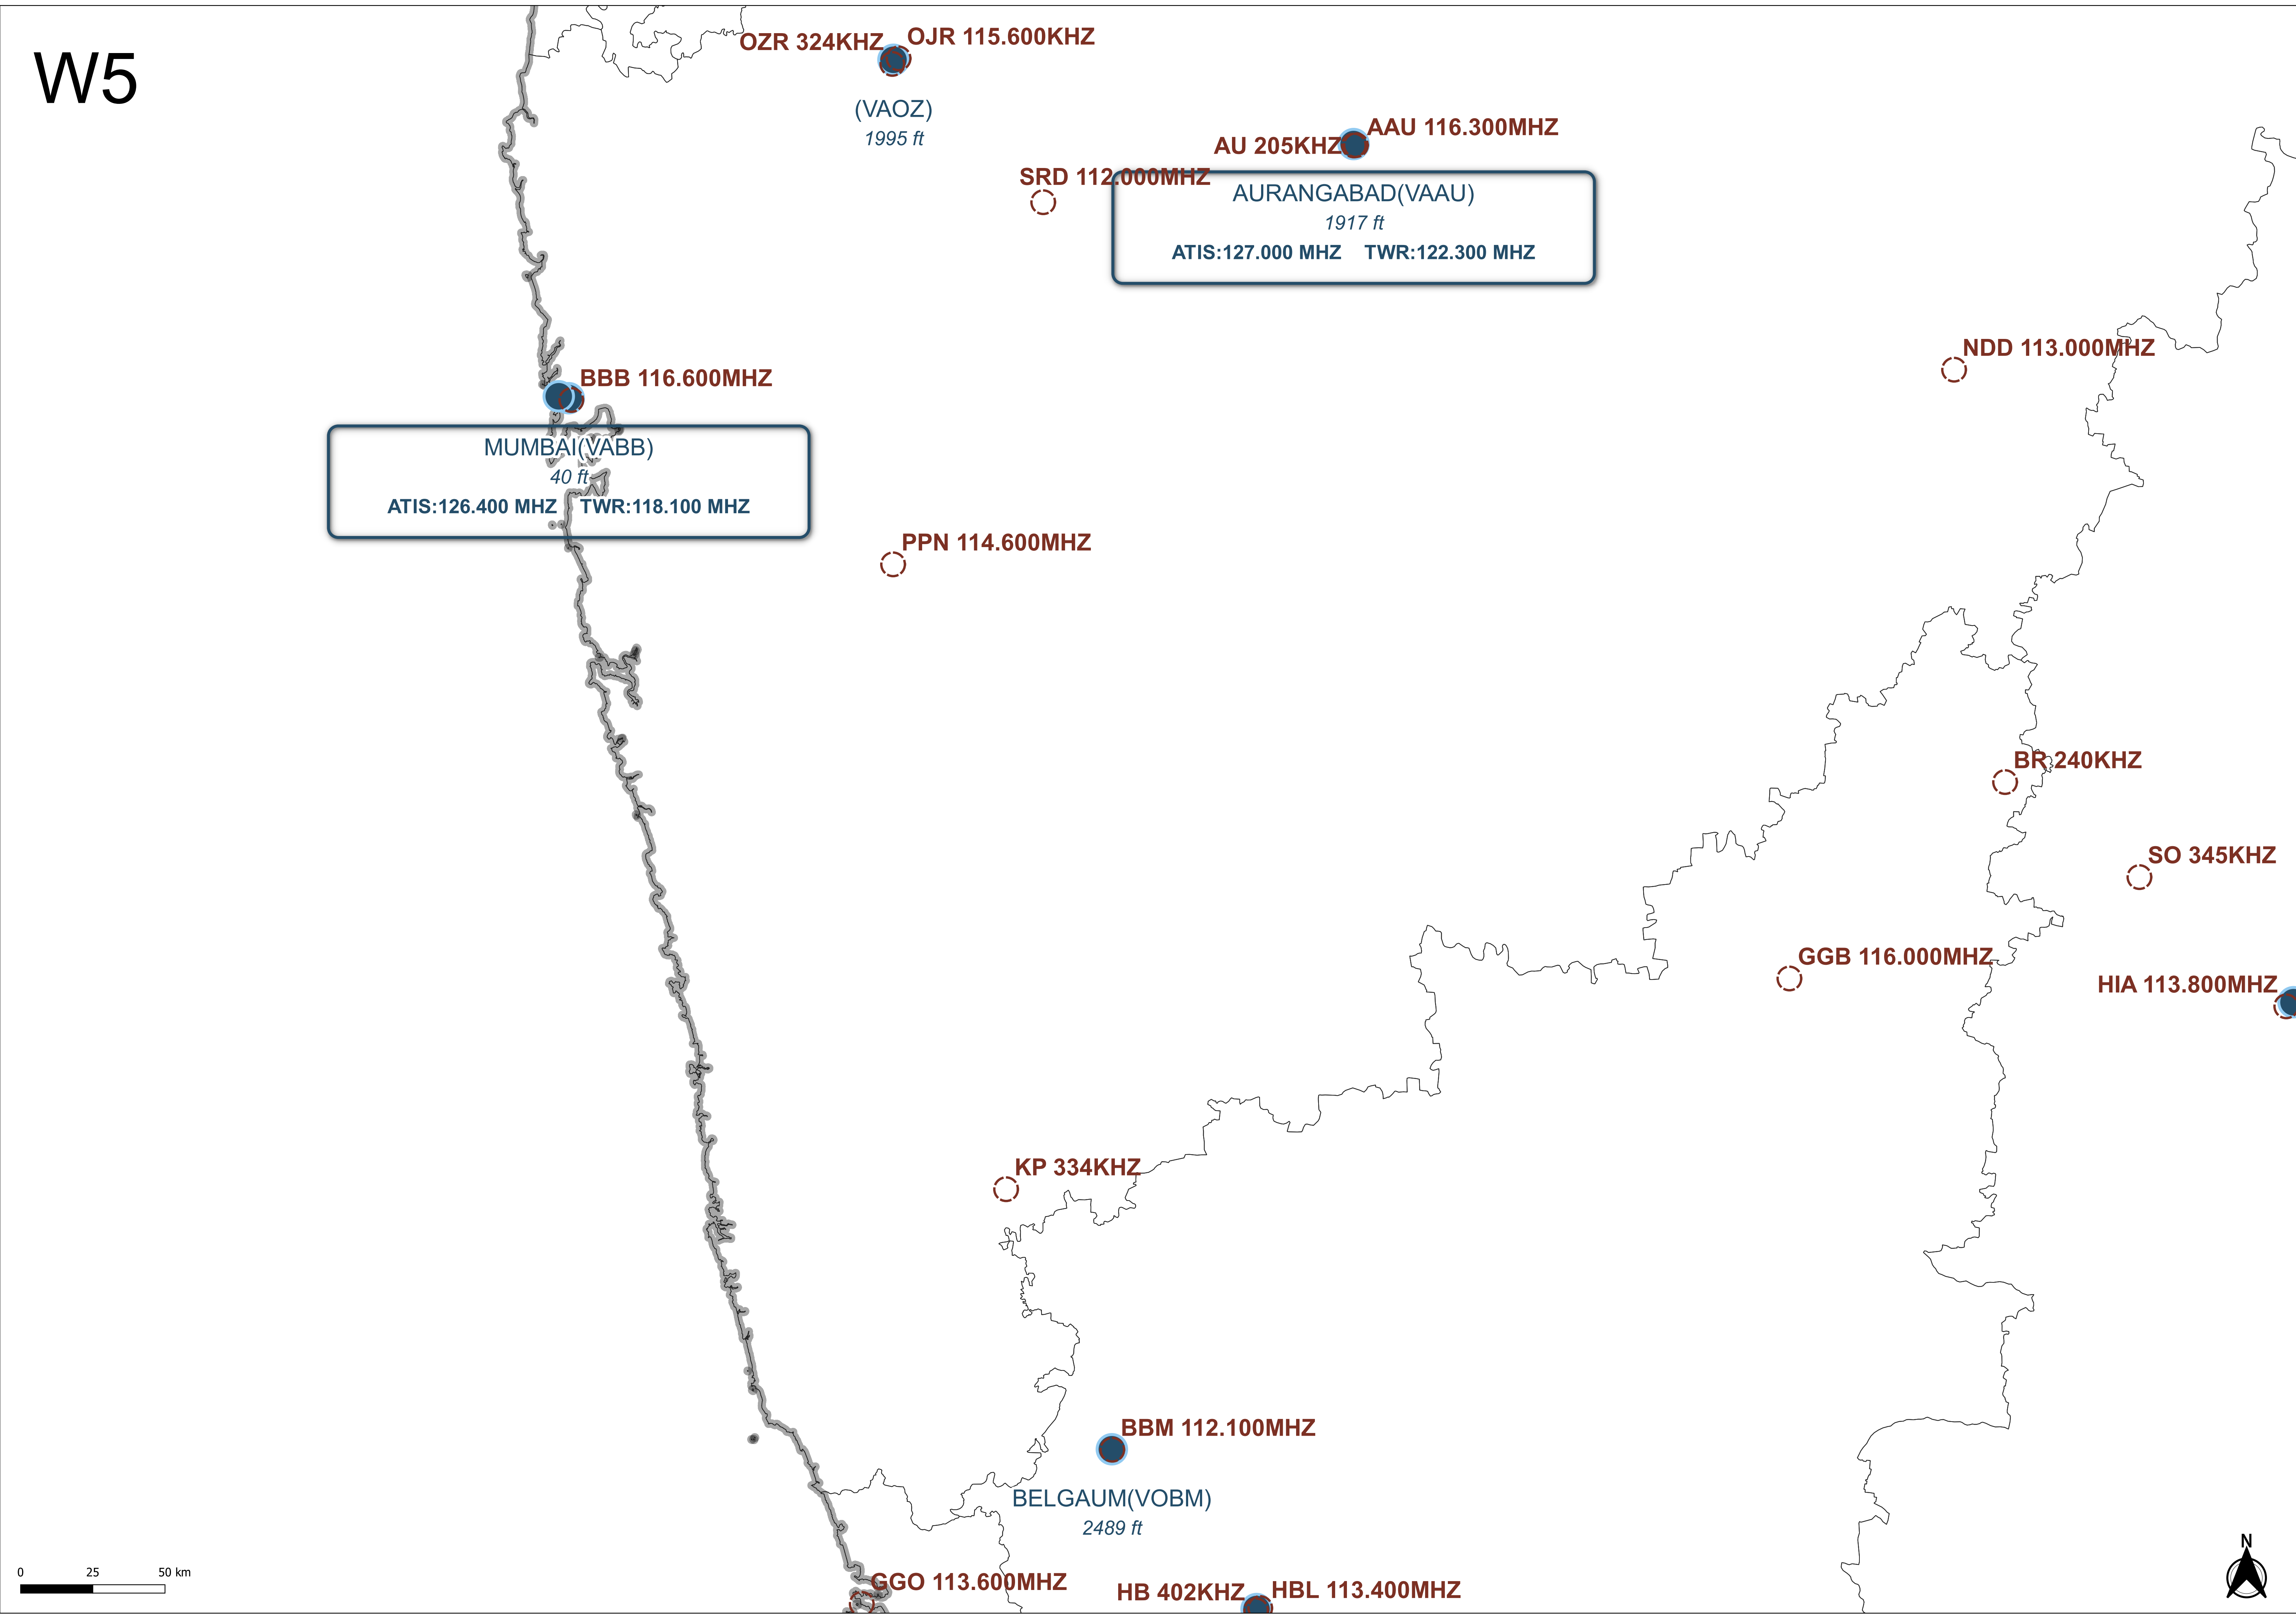 W5
OZR 324KHZ
OJR 115.600KHZ
(VAOZ)
1995 ft
AU 205KHZ
AAU 116.300MHZ
SRD 112.000MHZ
AURANGABAD(VAAU)
1917 ft
ATIS:127.000 MHZ TWR:122.300 MHZ
NDD 113.000MHZ
BBB 116.600MHZ
MUMBAI(VABB)
40 ft
ATIS:126.400 MHZ TWR:118.100 MHZ
PPN 114.600MHZ
BR 240KHZ
SO 345KHZ
GGB 116.000MHZ
HIA 113.800MHZ
KP 334KHZ
BBM 112.100MHZ
BELGAUM(VOBM)
2489 ft
GGO 113.600MHZ
HB 402KHZ
HBL 113.400MHZ
0 25 50 km
N